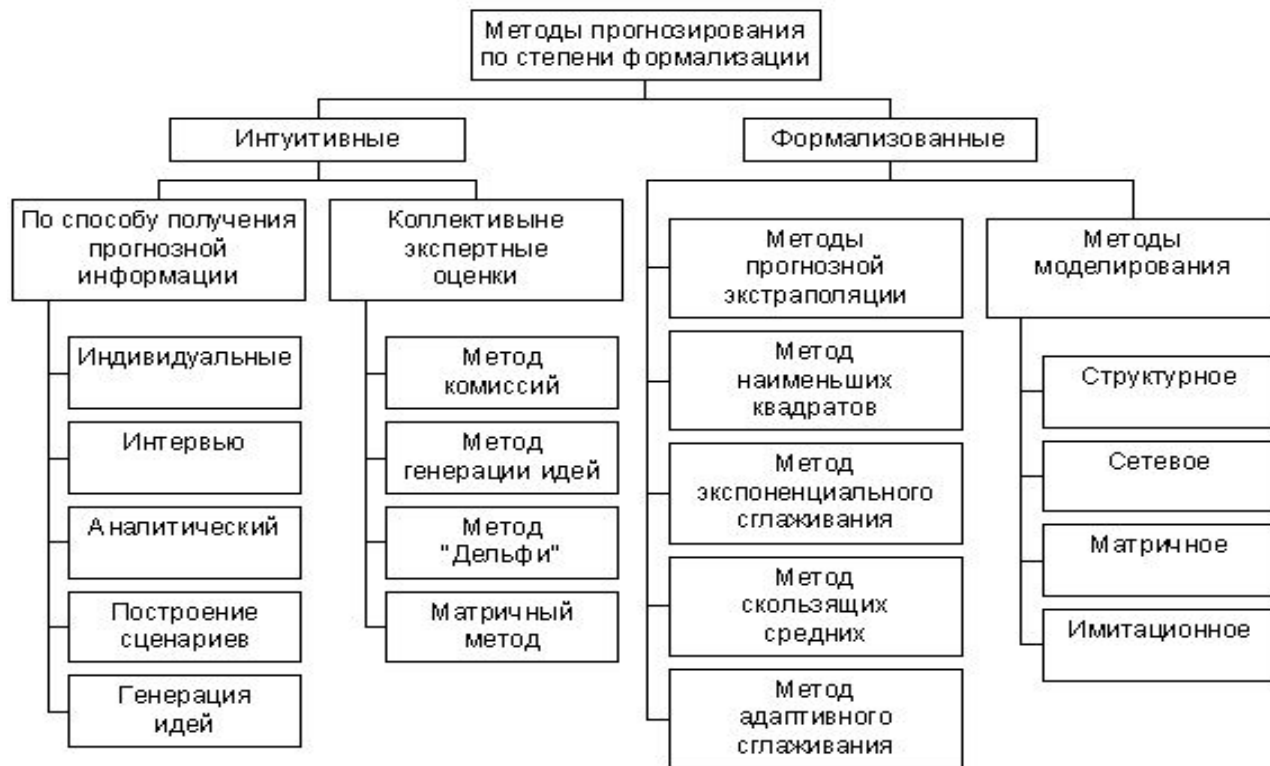 Методы прогнозирования
по степени формализации
Интуитивные
Формализованные
По способу получения
прогнозной
информации
Коллективыне
экспертные
оценки
Методы
прогнозной
экстраполяции
Методы
моделирования
Индивидуальные
Интервью
Аналитический
Построение
сценариев
Генерация
идей
Метод
комиссий
Метод
генерации идей
Метод
"Дельфи"
Матричный
метод
Метод
наименьших
квадратов
Метод
экспоненциального
сглаживания
Метод
скользящих
средних
Метод
адаптивного
сглаживания
Структурное
Сетевое
Матричное
Имитационное